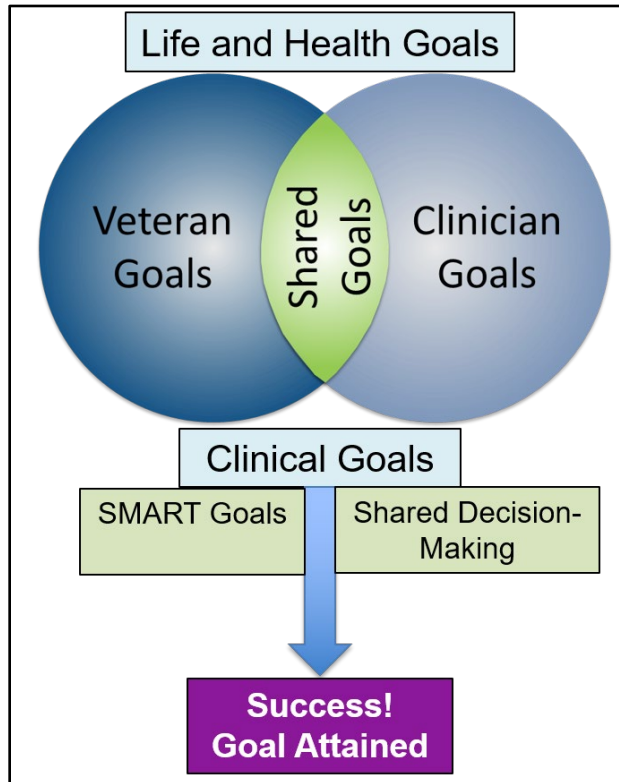 Life and Health Goals
Veteran
Goals
Shared
Goals
Clinician
Goals
Clinical Goals
SMART Goals
Shared Decision-
Making
Success!
Goal Attained